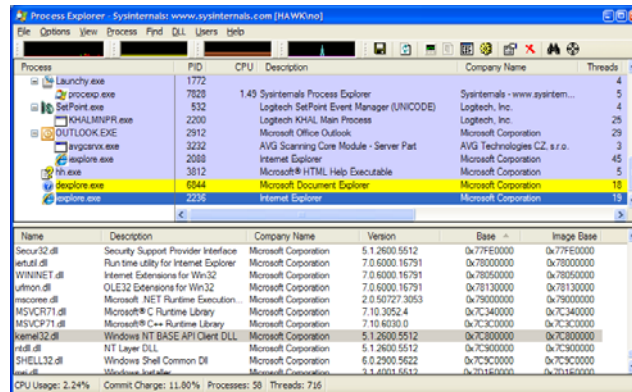 Process Explorer - Sysinternals: www.sysinternals.com [HAWK\no]
File Options View Process Find DLL Users Help
Process PID CPU Description Company Name Threads
Launchy.exe 1772 4
procexp.exe 7828 1.49 Sysinternals Process Explorer Sysinternals - www.sysintern... 5
SetPoint.exe 532 Logitech SetPoint Event Manager (UNICODE) Logitech, Inc. 4
KHALMNPR.exe 2200 Logitech KHAL Main Process Logitech, Inc. 25
OUTLOOK.EXE 2912 Microsoft Office Outlook Microsoft Corporation 29
avgcsrvx.exe 3232 AVG Scanning Core Module - Server Part AVG Technologies CZ, s.r.o. 3
iexplore.exe 2088 Internet Explorer Microsoft Corporation 45
hh.exe 3812 Microsoft® HTML Help Executable Microsoft Corporation 5
dexplore.exe 6844 Microsoft Document Explorer Microsoft Corporation 18
iexplore.exe 2236 Internet Explorer Microsoft Corporation 19
Name Description Company Name Version Base Image Base
Secur32.dll Security Support Provider Interface Microsoft Corporation 5.1.2600.5512 0x77FE0000 0x77FE0000
iertutil.dll Run time utility for Internet Explorer Microsoft Corporation 7.0.6000.16791 0x78000000 0x78000000
WININET.dll Internet Extensions for Win32 Microsoft Corporation 7.0.6000.16791 0x78050000 0x78050000
urlmon.dll OLE32 Extensions for Win32 Microsoft Corporation 7.0.6000.16791 0x78130000 0x78130000
mscoree.dll Microsoft .NET Runtime Execution... Microsoft Corporation 2.0.50727.3053 0x79000000 0x79000000
MSVCR71.dll Microsoft® C Runtime Library Microsoft Corporation 7.10.3052.4 0x7C340000 0x7C340000
MSVCP71.dll Microsoft® C++ Runtime Library Microsoft Corporation 7.10.6030.0 0x7C3C0000 0x7C3C0000
kernel32.dll Windows NT BASE API Client DLL Microsoft Corporation 5.1.2600.5512 0x7C800000 0x7C800000
ntdll.dll NT Layer DLL Microsoft Corporation 5.1.2600.5512 0x7C900000 0x7C900000
SHELL32.dll Windows Shell Common Dll Microsoft Corporation 6.0.2900.5622 0x7C9C0000 0x7C9C0000
msi.dll Windows Installer Microsoft Corporation 3.1.4001.5512 0x7D1E0000 0x7D1E0000
CPU Usage: 2.24% Commit Charge: 11.80% Processes: 58 Threads: 716